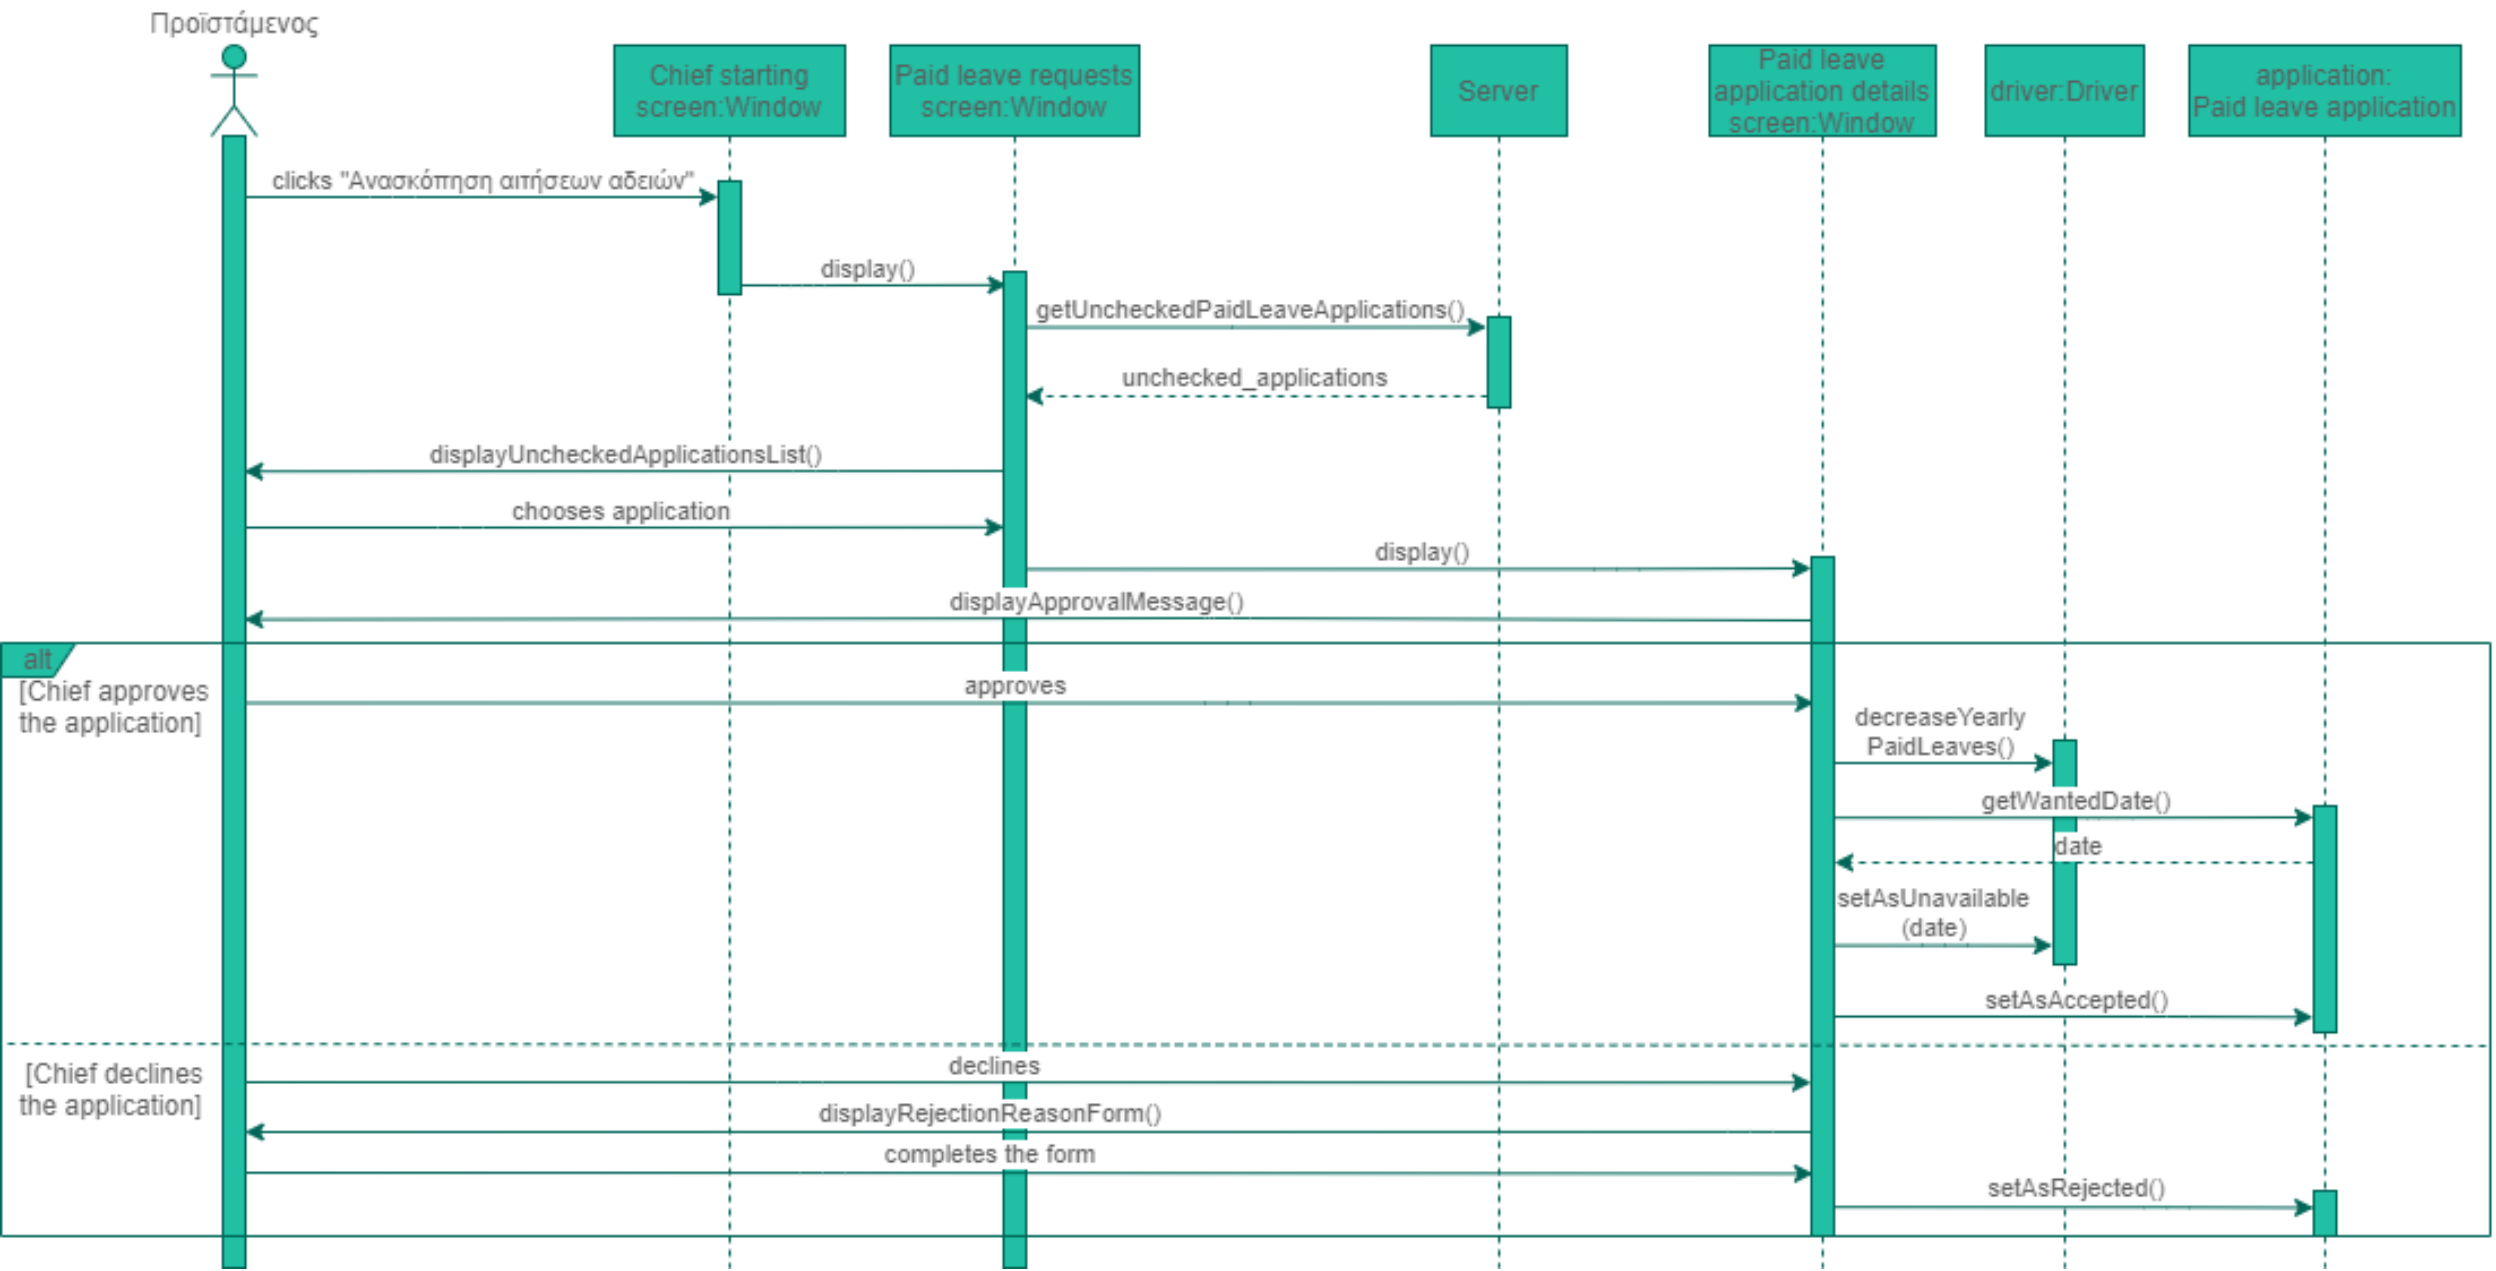 Προϊστάμενος
Chief starting
screen:Window
Paid leave requests
screen:Window
Server
Paid leave
application details
screen:Window
driver:Driver
application:
Paid leave application
clicks "Ανασκόπηση αιτήσεων αδειών"
display()
getUncheckedPaidLeaveApplications()
unchecked_applications
displayUncheckedApplicationsList()
chooses application
display()
displayApprovalMessage()
alt
[Chief approves
the application]
approves
decreaseYearly
PaidLeaves()
getWantedDate()
date
setAsUnavailable
(date)
setAsAccepted()
[Chief declines
the application]
declines
displayRejectionReasonForm()
completes the form
setAsRejected()